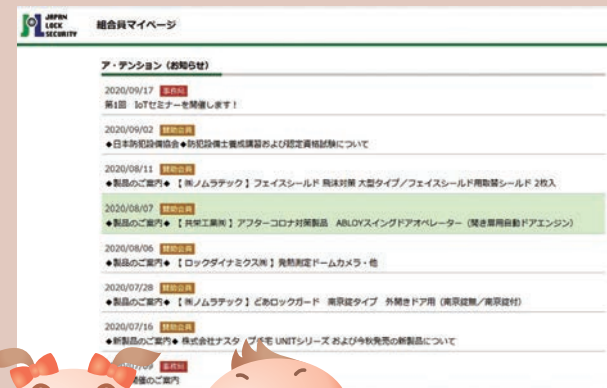 JAPAN
LOCK
SECURITY
組合員マイページ
ア・テンション（お知らせ）
2020/09/17 事務局
第1回 IoTセミナーを開催します！
2020/09/02 賛助会員
◆日本防犯設備協会◆防犯設備士養成講習および認定資格試験について
2020/08/11 賛助会員
◆製品のご案内◆【㈱ノムラテック】フェイスシールド 飛沫対策 大型タイプ／フェイスシールド用取替シールド 2枚入
2020/08/07 賛助会員
◆製品のご案内◆【共栄工業㈱】アフターコロナ対策製品 ABLOYスイングドアオペレーター（開き扉用自動ドアエンジン）
2020/08/06 賛助会員
◆製品のご案内◆【ロックダイナミクス㈱】発熱測定ドームカメラ・他
2020/07/28 賛助会員
◆製品のご案内◆【㈱ノムラテック】どあロックガード 南京錠タイプ 外開きドア用（南京錠無／南京錠付）
2020/07/16 賛助会員
◆新製品のご案内◆ 株式会社ナスタ プチ宅 UNITシリーズ および今秋発売の新製品について
/09 事務局
開催のご案内